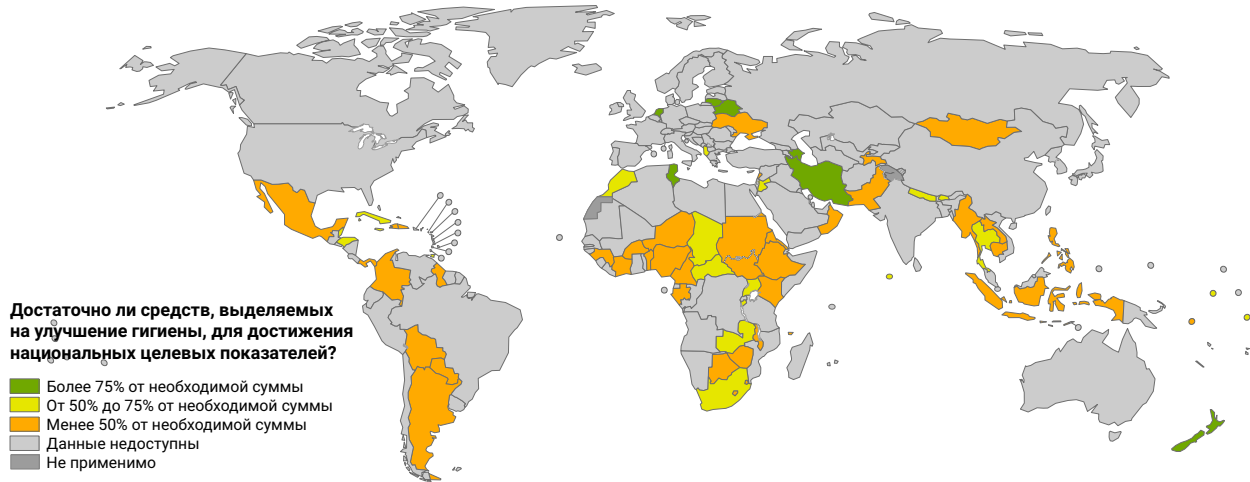 Достаточно ли средств, выделяемых
на улучшение гигиены, для достижения
национальных целевых показателей?
Более 75% от необходимой суммы
От 50% до 75% от необходимой суммы
Менее 50% от необходимой суммы
Данные недоступны
Не применимо